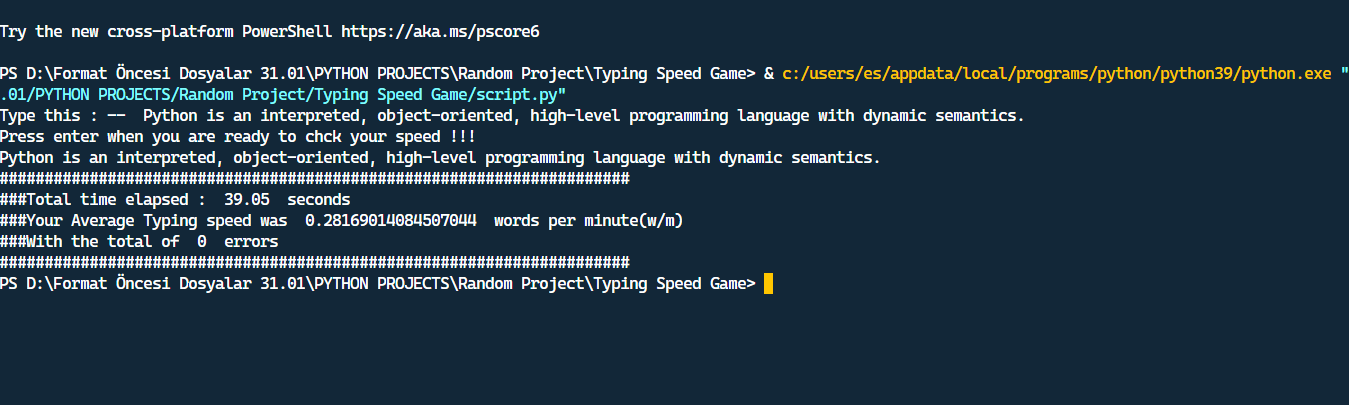 Try the new cross-platform PowerShell https://aka.ms/pscore6
PS D:\Format Öncesi Dosyalar 31.01\PYTHON PROJECTS\Random Project\Typing Speed Game> & c:/users/es/appdata/local/programs/python/python39/python.exe "
.01/PYTHON PROJECTS/Random Project/Typing Speed Game/script.py"
Type this : --  Python is an interpreted, object-oriented, high-level programming language with dynamic semantics.
Press enter when you are ready to chck your speed !!!
Python is an interpreted, object-oriented, high-level programming language with dynamic semantics.
######################################################################
###Total time elapsed :  39.05  seconds
###Your Average Typing speed was  0.28169014084507044  words per minute(w/m)
###With the total of  0  errors
######################################################################
PS D:\Format Öncesi Dosyalar 31.01\PYTHON PROJECTS\Random Project\Typing Speed Game>